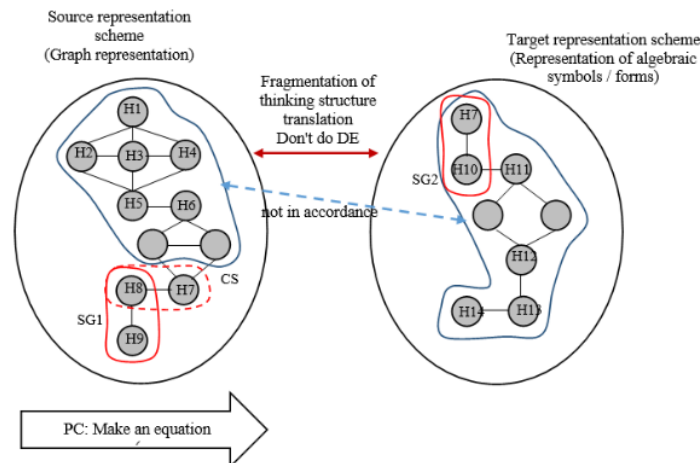 Source representation
scheme
(Graph representation)
Target representation scheme
(Representation of algebraic
symbols / forms)
Fragmentation of
thinking structure
translation
Don't do DE
not in accordance
H1
H2 H3 H4
H5 H6
CS
H8 H7
SG1
H9
H7
SG2 H10 H11
H12
H14 H13
PC: Make an equation